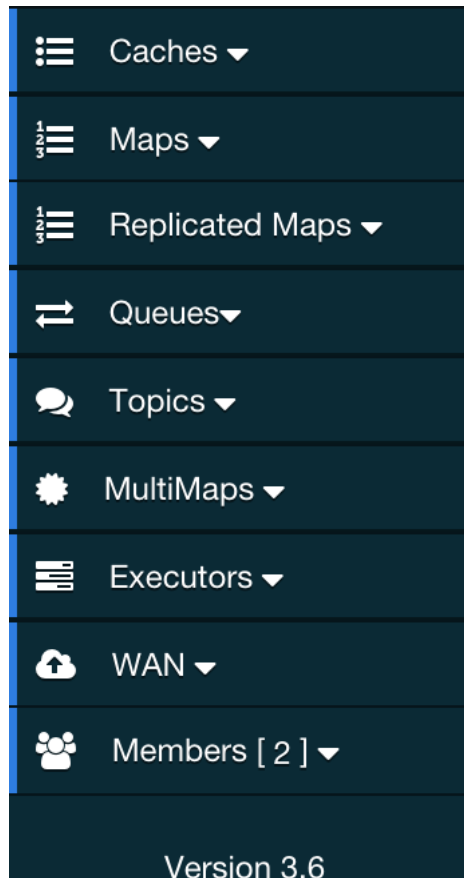 Caches
Maps
Replicated Maps
Queues
Topics
MultiMaps
Executors
WAN
Members [ 2 ]
Version 3.6